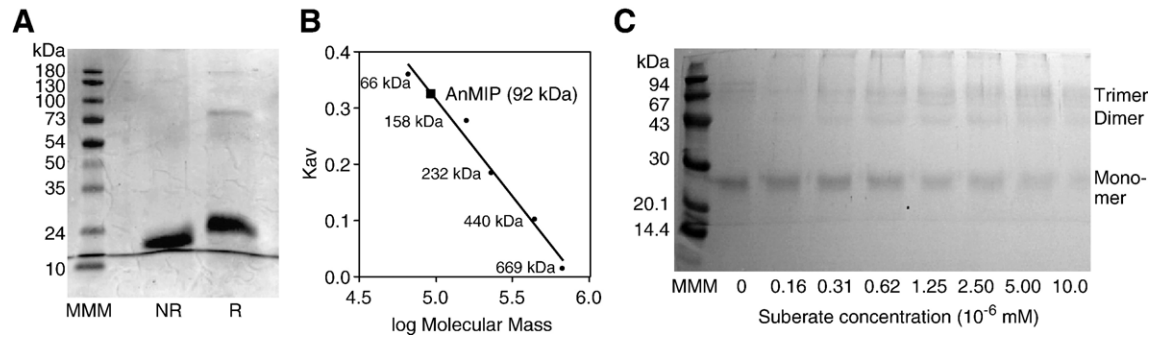 A
kDa
180
130
100
73
54
50
35
24
10
MMM NR R
B
0.4
0.3
0.2
0.1
0.0
Kav
66 kDa
AnMIP (92 kDa)
158 kDa
232 kDa
440 kDa
669 kDa
4.5 5.0 5.5 6.0
log Molecular Mass
C
kDa
94
67
43
30
20.1
14.4
Trimer
Dimer
Mono-
mer
MMM 0 0.16 0.31 0.62 1.25 2.50 5.00 10.0
Suberate concentration (10⁻⁶ mM)